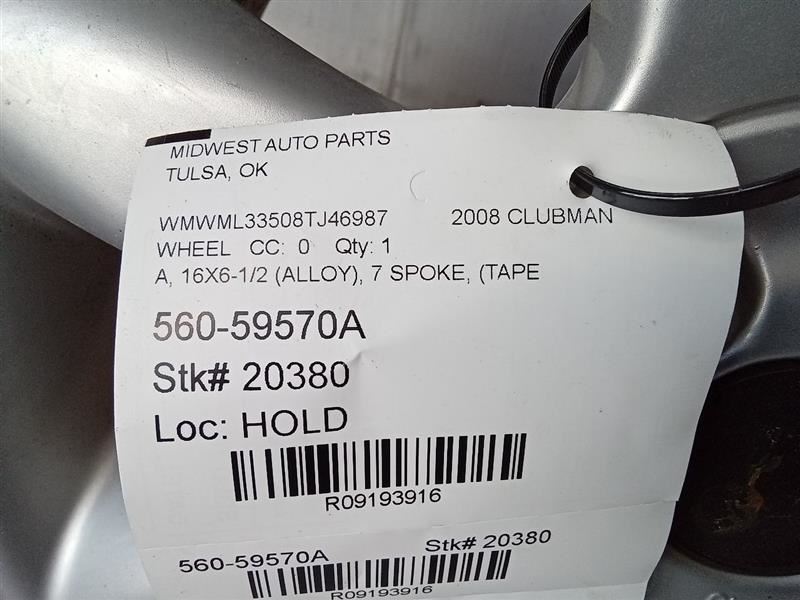 MIDWEST AUTO PARTS
TULSA, OK
WMWML33508TJ46987 2008 CLUBMAN
WHEEL CC: 0 Qty: 1
A, 16X6-1/2 (ALLOY), 7 SPOKE, (TAPE
560-59570A
Stk# 20380
Loc: HOLD
R09193916
560-59570A Stk# 20380
R09193916